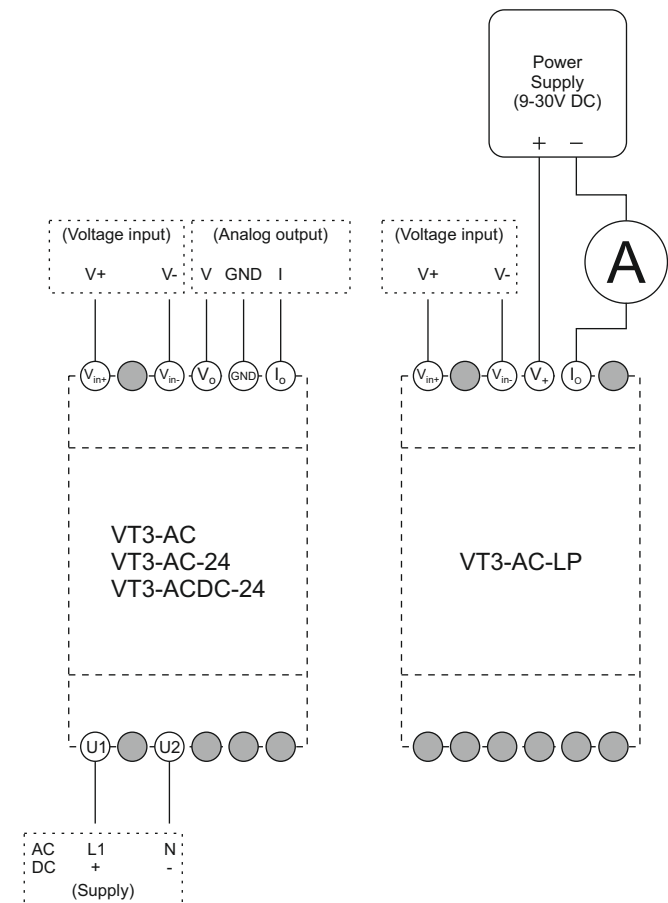 Power
Supply
(9-30V DC)
+ −
(Voltage input) (Analog output) (Voltage input)
V+ V- V GND I V+ V-
A
Vin+ Vin- Vo GND Io Vin+ Vin- V+ IO
VT3-AC
VT3-AC-24
VT3-ACDC-24
VT3-AC-LP
U1 U2
AC L1 N
DC + -
(Supply)